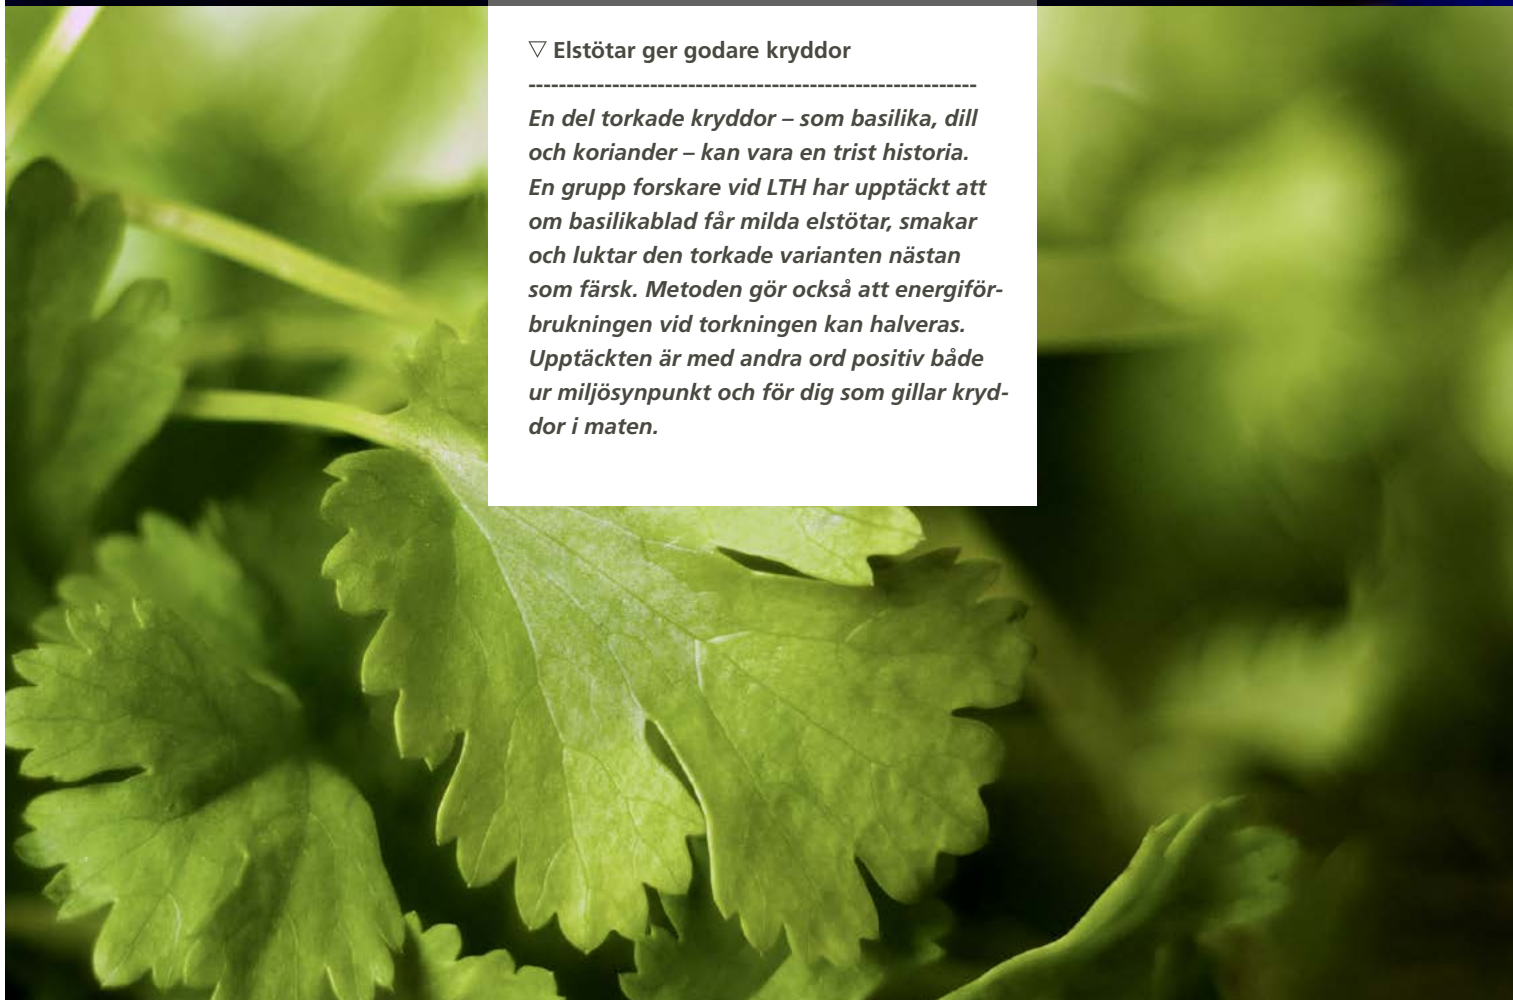 ▽ Elstötar ger godare kryddor
-----------------------------------------------------------
En del torkade kryddor – som basilika, dill
och koriander – kan vara en trist historia.
En grupp forskare vid LTH har upptäckt att
om basilikablad får milda elstötar, smakar
och luktar den torkade varianten nästan
som färsk. Metoden gör också att energiför-
brukningen vid torkningen kan halveras.
Upptäckten är med andra ord positiv både
ur miljösynpunkt och för dig som gillar kryd-
dor i maten.